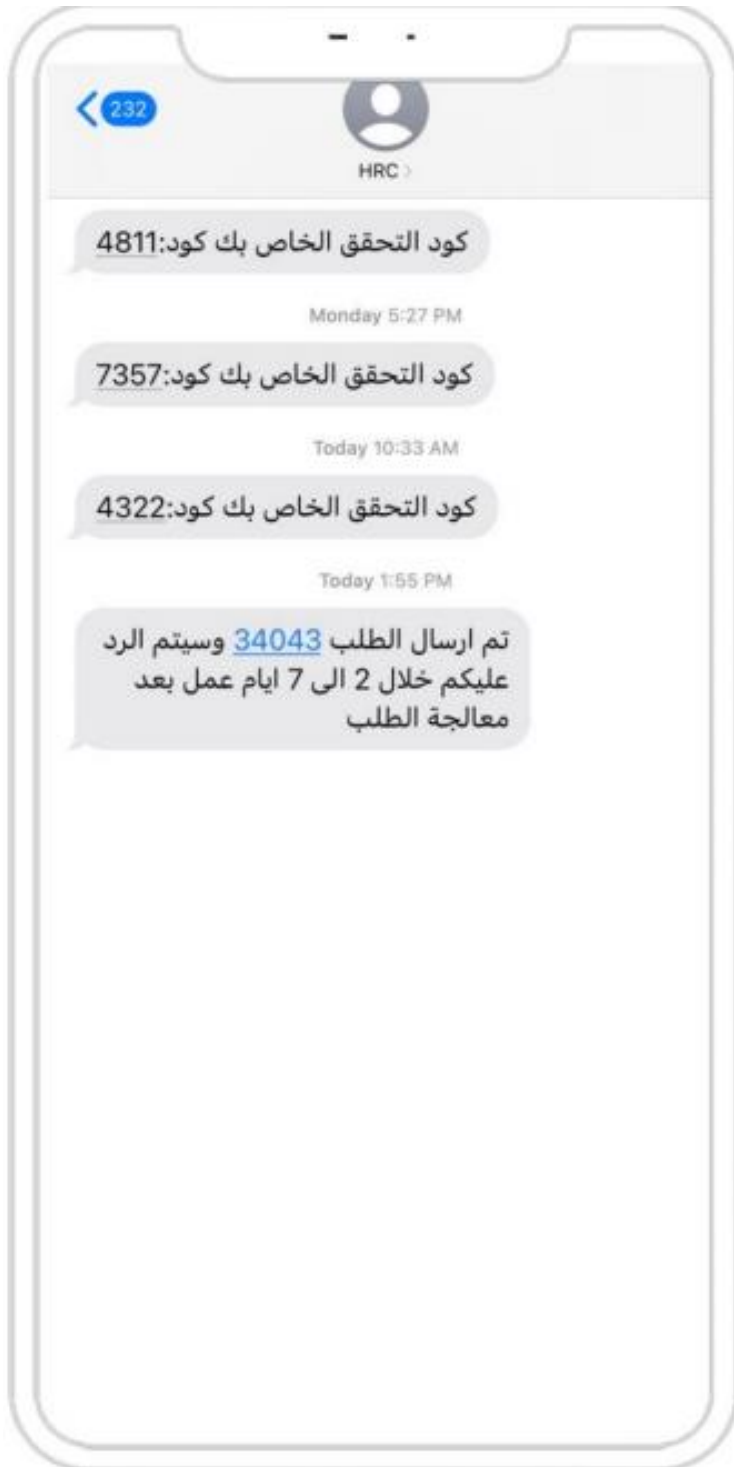 232
HRC
كود التحقق الخاص بك كود:4811
Monday 5:27 PM
كود التحقق الخاص بك كود:7357
Today 10:33 AM
كود التحقق الخاص بك كود:4322
Today 1:55 PM
تم ارسال الطلب 34043 وسيتم الرد
عليكم خلال 2 الى 7 ايام عمل بعد
معالجة الطلب